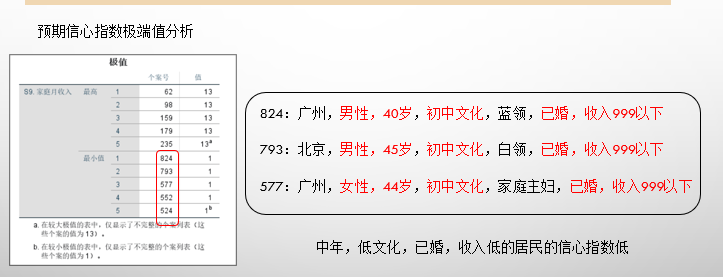 预期信心指数极端值分析
极值
个案号 值
S9. 家庭月收入 最高 1 62 13
2 98 13
3 159 13
4 179 13
5 235 13a
最小值 1 824 1
2 793 1
3 577 1
4 552 1
5 524 1b
a. 在较大极值的表中，仅显示了不完整的个案列表（这
些个案的值为 13）。
b. 在较小极值的表中，仅显示了不完整的个案列表（这
些个案的值为 1）。
824：广州，男性，40岁，初中文化，蓝领，已婚，收入999以下
793：北京，男性，45岁，初中文化，白领，已婚，收入999以下
577：广州，女性，44岁，初中文化，家庭主妇，已婚，收入999以下
中年，低文化，已婚，收入低的居民的信心指数低